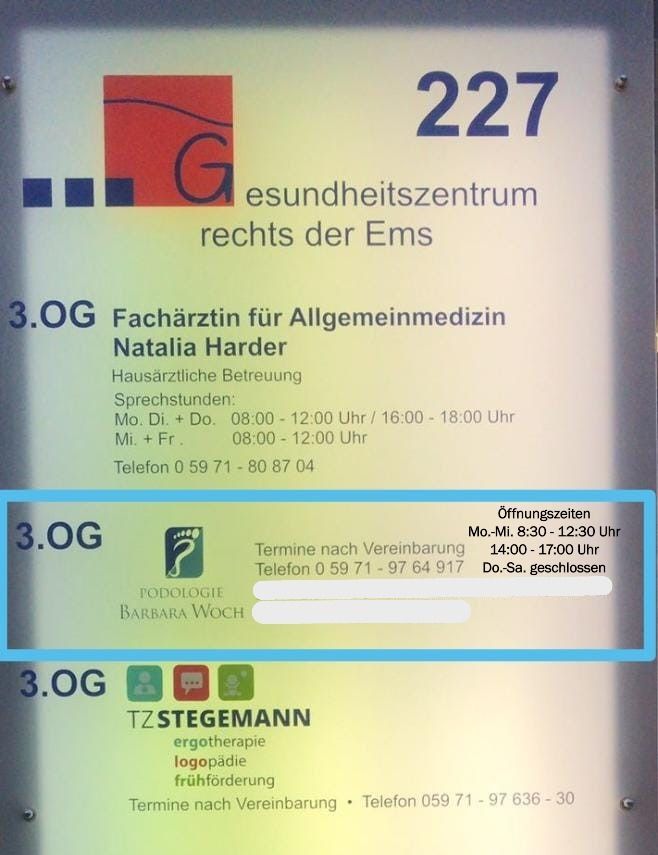 227
Gesundheitszentrum
rechts der Ems
3.OG Fachärztin für Allgemeinmedizin
Natalia Harder
Hausärztliche Betreuung
Sprechstunden:
Mo. Di. + Do. 08:00 - 12:00 Uhr / 16:00 - 18:00 Uhr
Mi. + Fr . 08:00 - 12:00 Uhr
Telefon 0 59 71 - 80 87 04
3.OG
PODOLOGIE
BARBARA WOCH
Termine nach Vereinbarung
Telefon 0 59 71 - 97 64 917
Öffnungszeiten
Mo.-Mi. 8:30 - 12:30 Uhr
14:00 - 17:00 Uhr
Do.-Sa. geschlossen
3.OG
TZSTEGEMANN
ergotherapie
logopädie
frühförderung
Termine nach Vereinbarung • Telefon 059 71 - 97 636 - 30